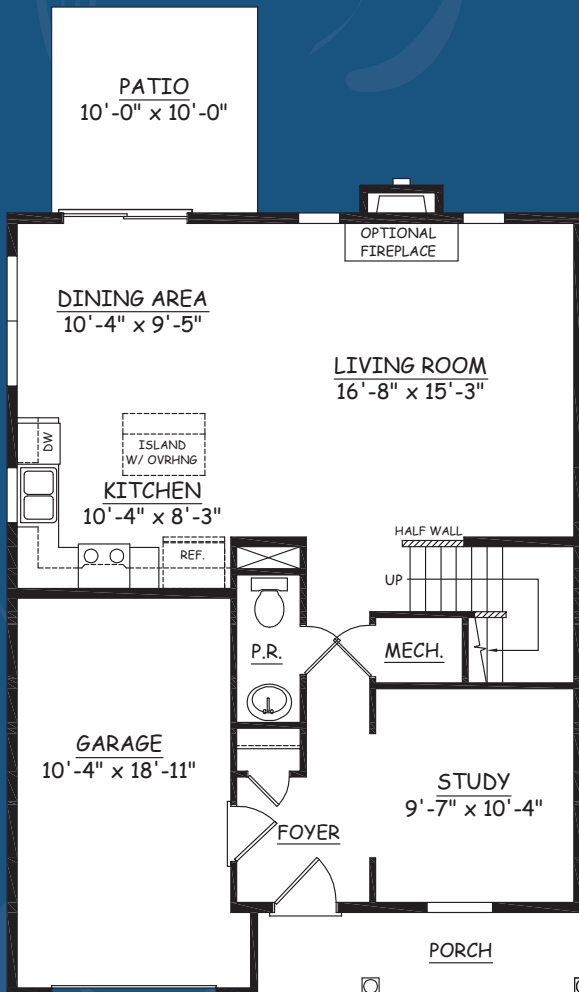 PATIO
10'-0" x 10'-0"
OPTIONAL
FIREPLACE
DINING AREA
10'-4" x 9'-5"
LIVING ROOM
16'-8" x 15'-3"
DW
ISLAND
W/ OVRHNG
KITCHEN
10'-4" x 8'-3"
REF.
HALF WALL
UP
P.R.
MECH.
GARAGE
10'-4" x 18'-11"
STUDY
9'-7" x 10'-4"
FOYER
PORCH